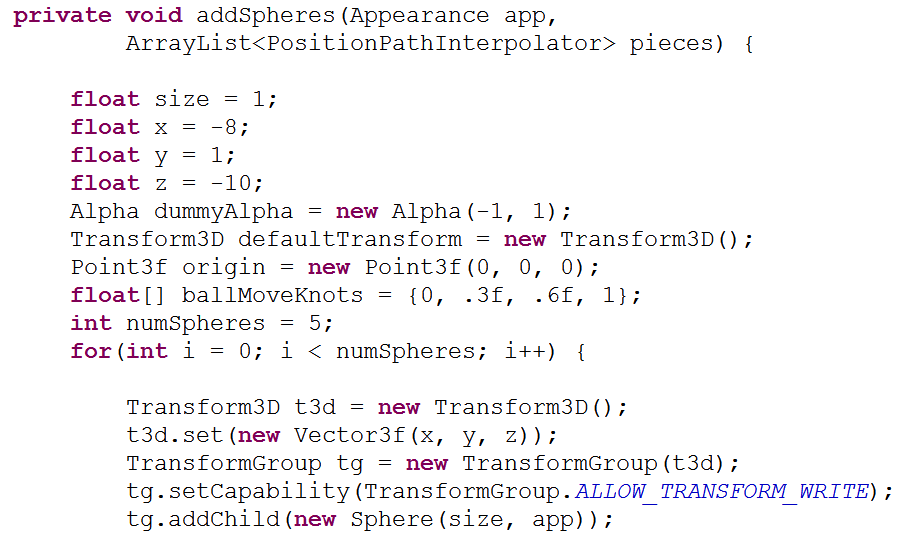 private void addSpheres(Appearance app,
        ArrayList<PositionPathInterpolator> pieces) {

    float size = 1;
    float x = -8;
    float y = 1;
    float z = -10;
    Alpha dummyAlpha = new Alpha(-1, 1);
    Transform3D defaultTransform = new Transform3D();
    Point3f origin = new Point3f(0, 0, 0);
    float[] ballMoveKnots = {0, .3f, .6f, 1};
    int numSpheres = 5;
    for(int i = 0; i < numSpheres; i++) {

        Transform3D t3d = new Transform3D();
        t3d.set(new Vector3f(x, y, z));
        TransformGroup tg = new TransformGroup(t3d);
        tg.setCapability(TransformGroup.ALLOW_TRANSFORM_WRITE);
        tg.addChild(new Sphere(size, app));